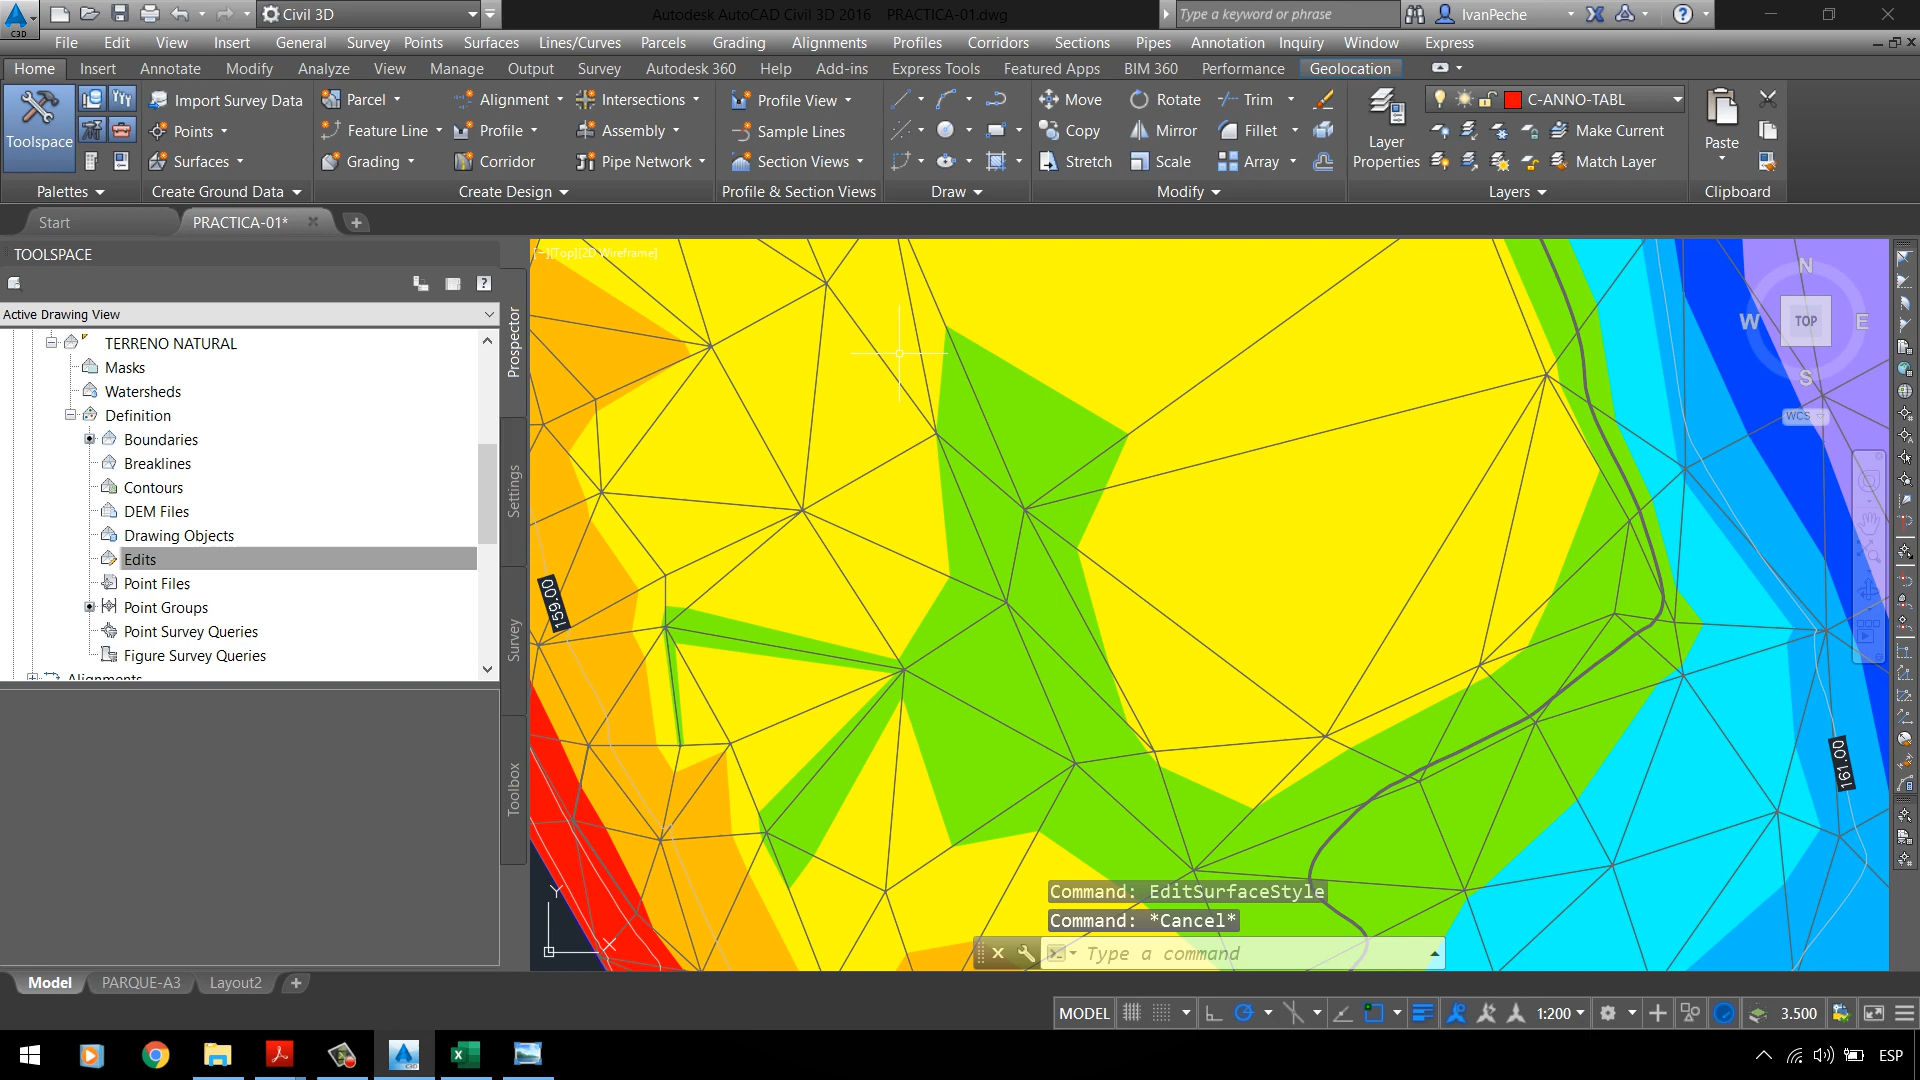 Civil 3D
Autodesk AutoCAD Civil 3D 2016 PRACTICA-01.dwg
Type a keyword or phrase
IvanPeche
C3D
File Edit View Insert General Survey Points Surfaces Lines/Curves Parcels Grading Alignments Profiles Corridors Sections Pipes Annotation Inquiry Window Express
Home Insert Annotate Modify Analyze View Manage Output Survey Autodesk 360 Help Add-ins Express Tools Featured Apps BIM 360 Performance Geolocation
Import Survey Data Parcel Alignment Intersections Profile View Move Rotate Trim C-ANNO-TABL
Toolspace Points Feature Line Profile Assembly Sample Lines Copy Mirror Fillet Layer Properties Make Current Paste
Surfaces Grading Corridor Pipe Network Section Views Stretch Scale Array Match Layer
Palettes Create Ground Data Create Design Profile & Section Views Draw Modify Layers Clipboard
Start PRACTICA-01*
TOOLSPACE
[−][Top][2D Wireframe]
Active Drawing View
TERRENO NATURAL
Masks
Watersheds
Definition
Boundaries
Breaklines
Contours
DEM Files
Drawing Objects
Edits
Point Files
Point Groups
Point Survey Queries
Figure Survey Queries
Alignments
Prospector
Settings
Survey
Toolbox
N
W TOP E
S
WCS
159.00
161.00
Y
X
Command: EditSurfaceStyle
Command: *Cancel*
Type a command
Model PARQUE-A3 Layout2
MODEL 1:200 3.500
ESP